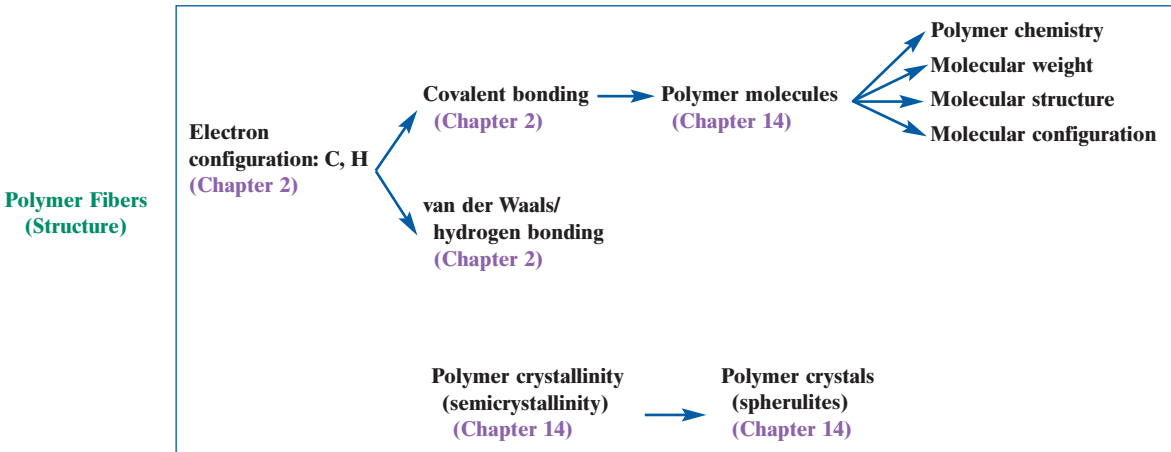 Polymer Fibers
(Structure)
Electron
configuration: C, H
(Chapter 2)
Covalent bonding
(Chapter 2)
van der Waals/
hydrogen bonding
(Chapter 2)
Polymer molecules
(Chapter 14)
Polymer chemistry
Molecular weight
Molecular structure
Molecular configuration
Polymer crystallinity
(semicrystallinity)
(Chapter 14)
Polymer crystals
(spherulites)
(Chapter 14)